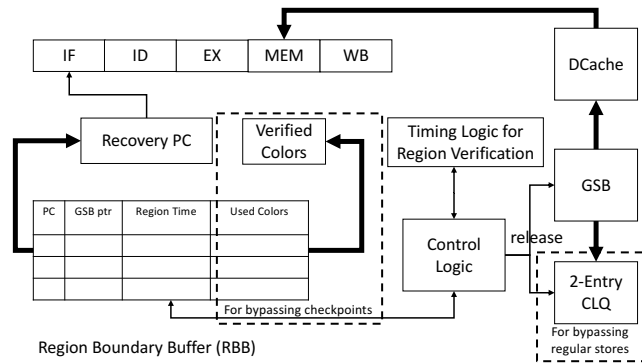 IF ID EX MEM WB
DCache
Recovery PC
Verified
Colors
Timing Logic for
Region Verification
GSB
PC GSB ptr Region Time Used Colors
Control
Logic
release
2-Entry
CLQ
For bypassing checkpoints
For bypassing
regular stores
Region Boundary Buffer (RBB)